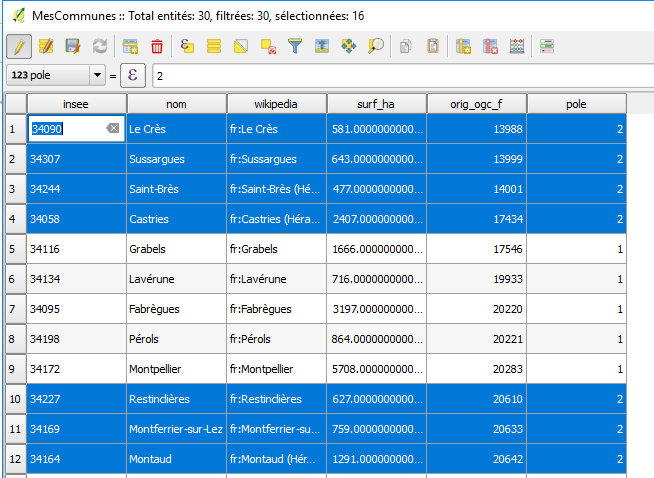 MesCommunes :: Total entités: 30, filtrées: 30, sélectionnées: 16
123 pole = ε 2
insee nom wikipedia surf_ha orig_ogc_f pole
1 34090 Le Crès fr:Le Crès 581.0000000000... 13988 2
2 34307 Sussargues fr:Sussargues 643.0000000000... 13999 2
3 34244 Saint-Brès fr:Saint-Brès (Hé... 477.0000000000... 14001 2
4 34058 Castries fr:Castries (Héra... 2407.000000000... 17434 2
5 34116 Grabels fr:Grabels 1666.000000000... 17546 1
6 34134 Lavérune fr:Lavérune 716.0000000000... 19933 1
7 34095 Fabrègues fr:Fabrègues 3197.000000000... 20220 1
8 34198 Pérols fr:Pérols 864.0000000000... 20221 1
9 34172 Montpellier fr:Montpellier 5708.000000000... 20283 1
10 34227 Restinclières fr:Restinclières 627.0000000000... 20610 2
11 34169 Montferrier-sur-Lez fr:Montferrier-su... 759.0000000000... 20633 2
12 34164 Montaud fr:Montaud (Hér... 1291.000000000... 20642 2